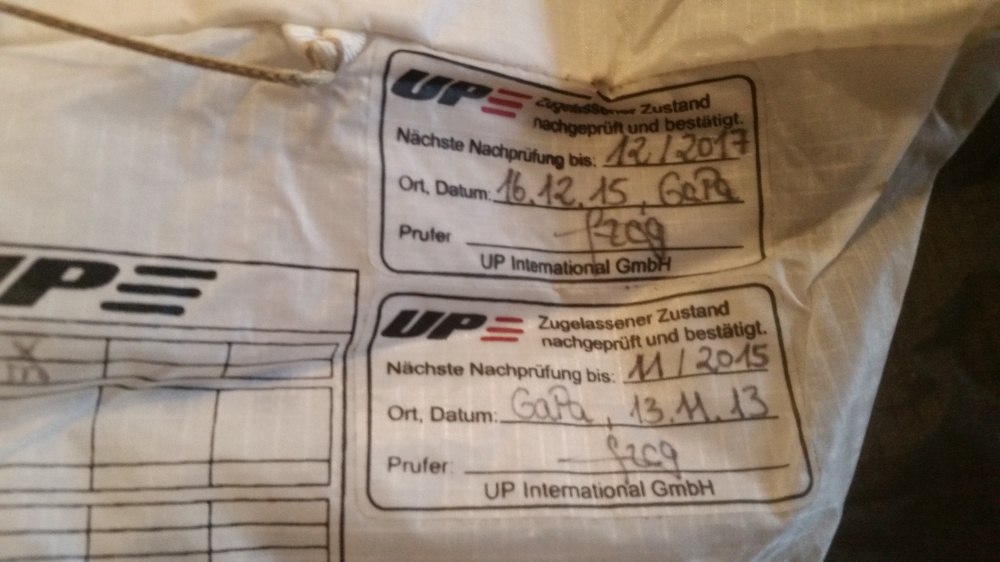 UP
Zugelassener Zustand
nachgeprüft und bestätigt.
Nächste Nachprüfung bis: 12/2017
Ort, Datum: 16.12.15, GaPa
Prufer
UP International GmbH
UP
UP
Zugelassener Zustand
nachgeprüft und bestätigt.
Nächste Nachprüfung bis: 11/2015
Ort, Datum: GaPa, 13.11.13
Prufer:
UP International GmbH